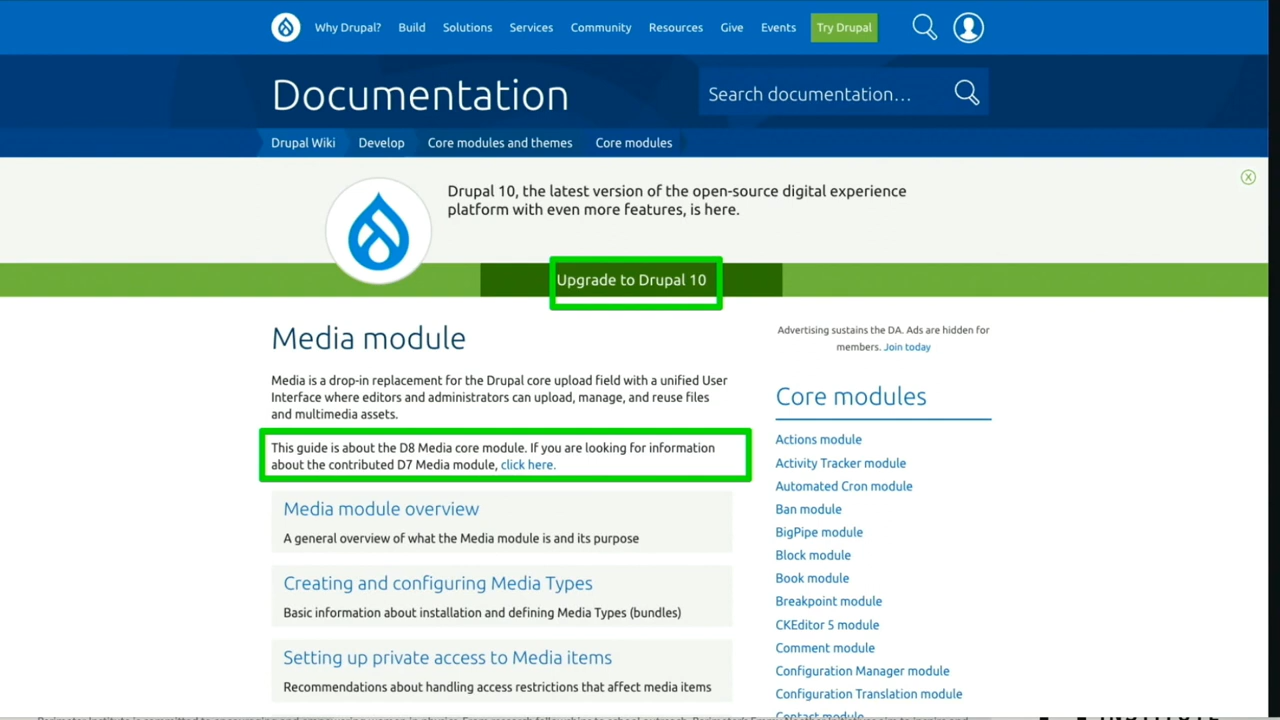 Why Drupal? Build Solutions Services Community Resources Give Events Try Drupal
Documentation
Search documentation...
Drupal Wiki Develop Core modules and themes Core modules
Drupal 10, the latest version of the open-source digital experience
platform with even more features, is here.
Upgrade to Drupal 10
Media module
Media is a drop-in replacement for the Drupal core upload field with a unified User
Interface where editors and administrators can upload, manage, and reuse files
and multimedia assets.
This guide is about the D8 Media core module. If you are looking for information
about the contributed D7 Media module, click here.
Media module overview
A general overview of what the Media module is and its purpose
Creating and configuring Media Types
Basic information about installation and defining Media Types (bundles)
Setting up private access to Media items
Recommendations about handling access restrictions that affect media items
Advertising sustains the DA. Ads are hidden for
members. Join today
Core modules
Actions module
Activity Tracker module
Automated Cron module
Ban module
BigPipe module
Block module
Book module
Breakpoint module
CKEditor 5 module
Comment module
Configuration Manager module
Configuration Translation module
Contact module